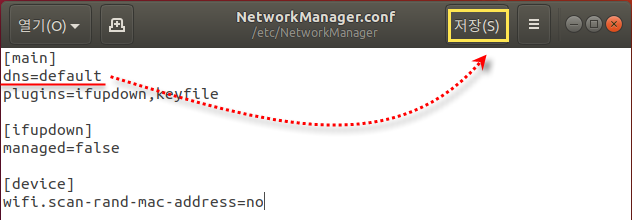 열기(O)
NetworkManager.conf
/etc/NetworkManager
저장(S)
[main]
dns=default
plugins=ifupdown,keyfile
[ifupdown]
managed=false
[device]
wifi.scan-rand-mac-address=no